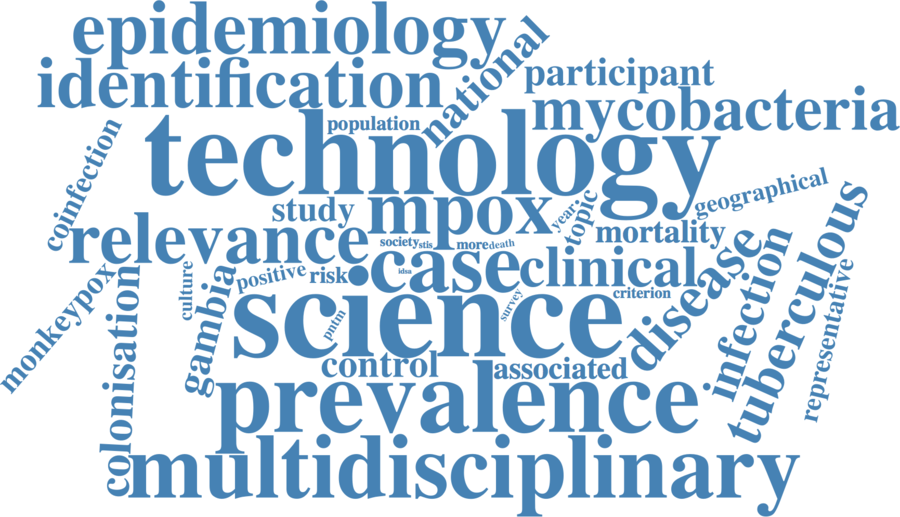 epidemiology
national
identification
participant
mycobacteria
population
technology
coinfection
geographical
study
mpox
year
topic
tuberculous
relevance
mortality
society
stis
more
death
disease
case
clinical
idsa
infection
monkeypox
colonisation
culture
gambia
positive
risk
criterion
representative
science
pntm
survey
control
associated
prevalence
multidisciplinary